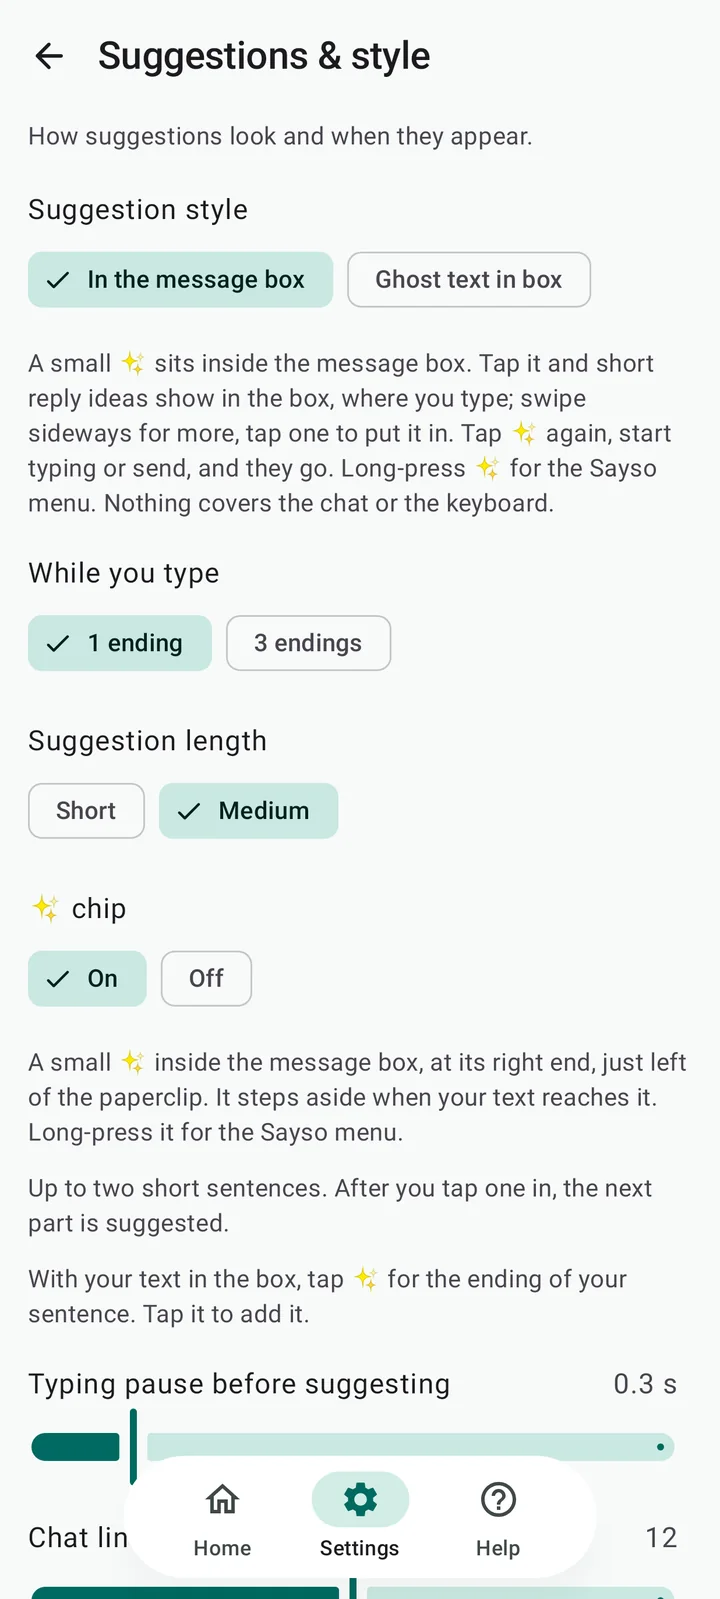 Suggestions & style
How suggestions look and when they appear.
Suggestion style
In the message box
Ghost text in box
A small ✨ sits inside the message box. Tap it and short
reply ideas show in the box, where you type; swipe
sideways for more, tap one to put it in. Tap ✨ again, start
typing or send, and they go. Long-press ✨ for the Sayso
menu. Nothing covers the chat or the keyboard.
While you type
1 ending
3 endings
Suggestion length
Short
Medium
✨ chip
On
Off
A small ✨ inside the message box, at its right end, just left
of the paperclip. It steps aside when your text reaches it.
Long-press it for the Sayso menu.
Up to two short sentences. After you tap one in, the next
part is suggested.
With your text in the box, tap ✨ for the ending of your
sentence. Tap it to add it.
Typing pause before suggesting
0.3 s
Chat
12
Home
Settings
Help